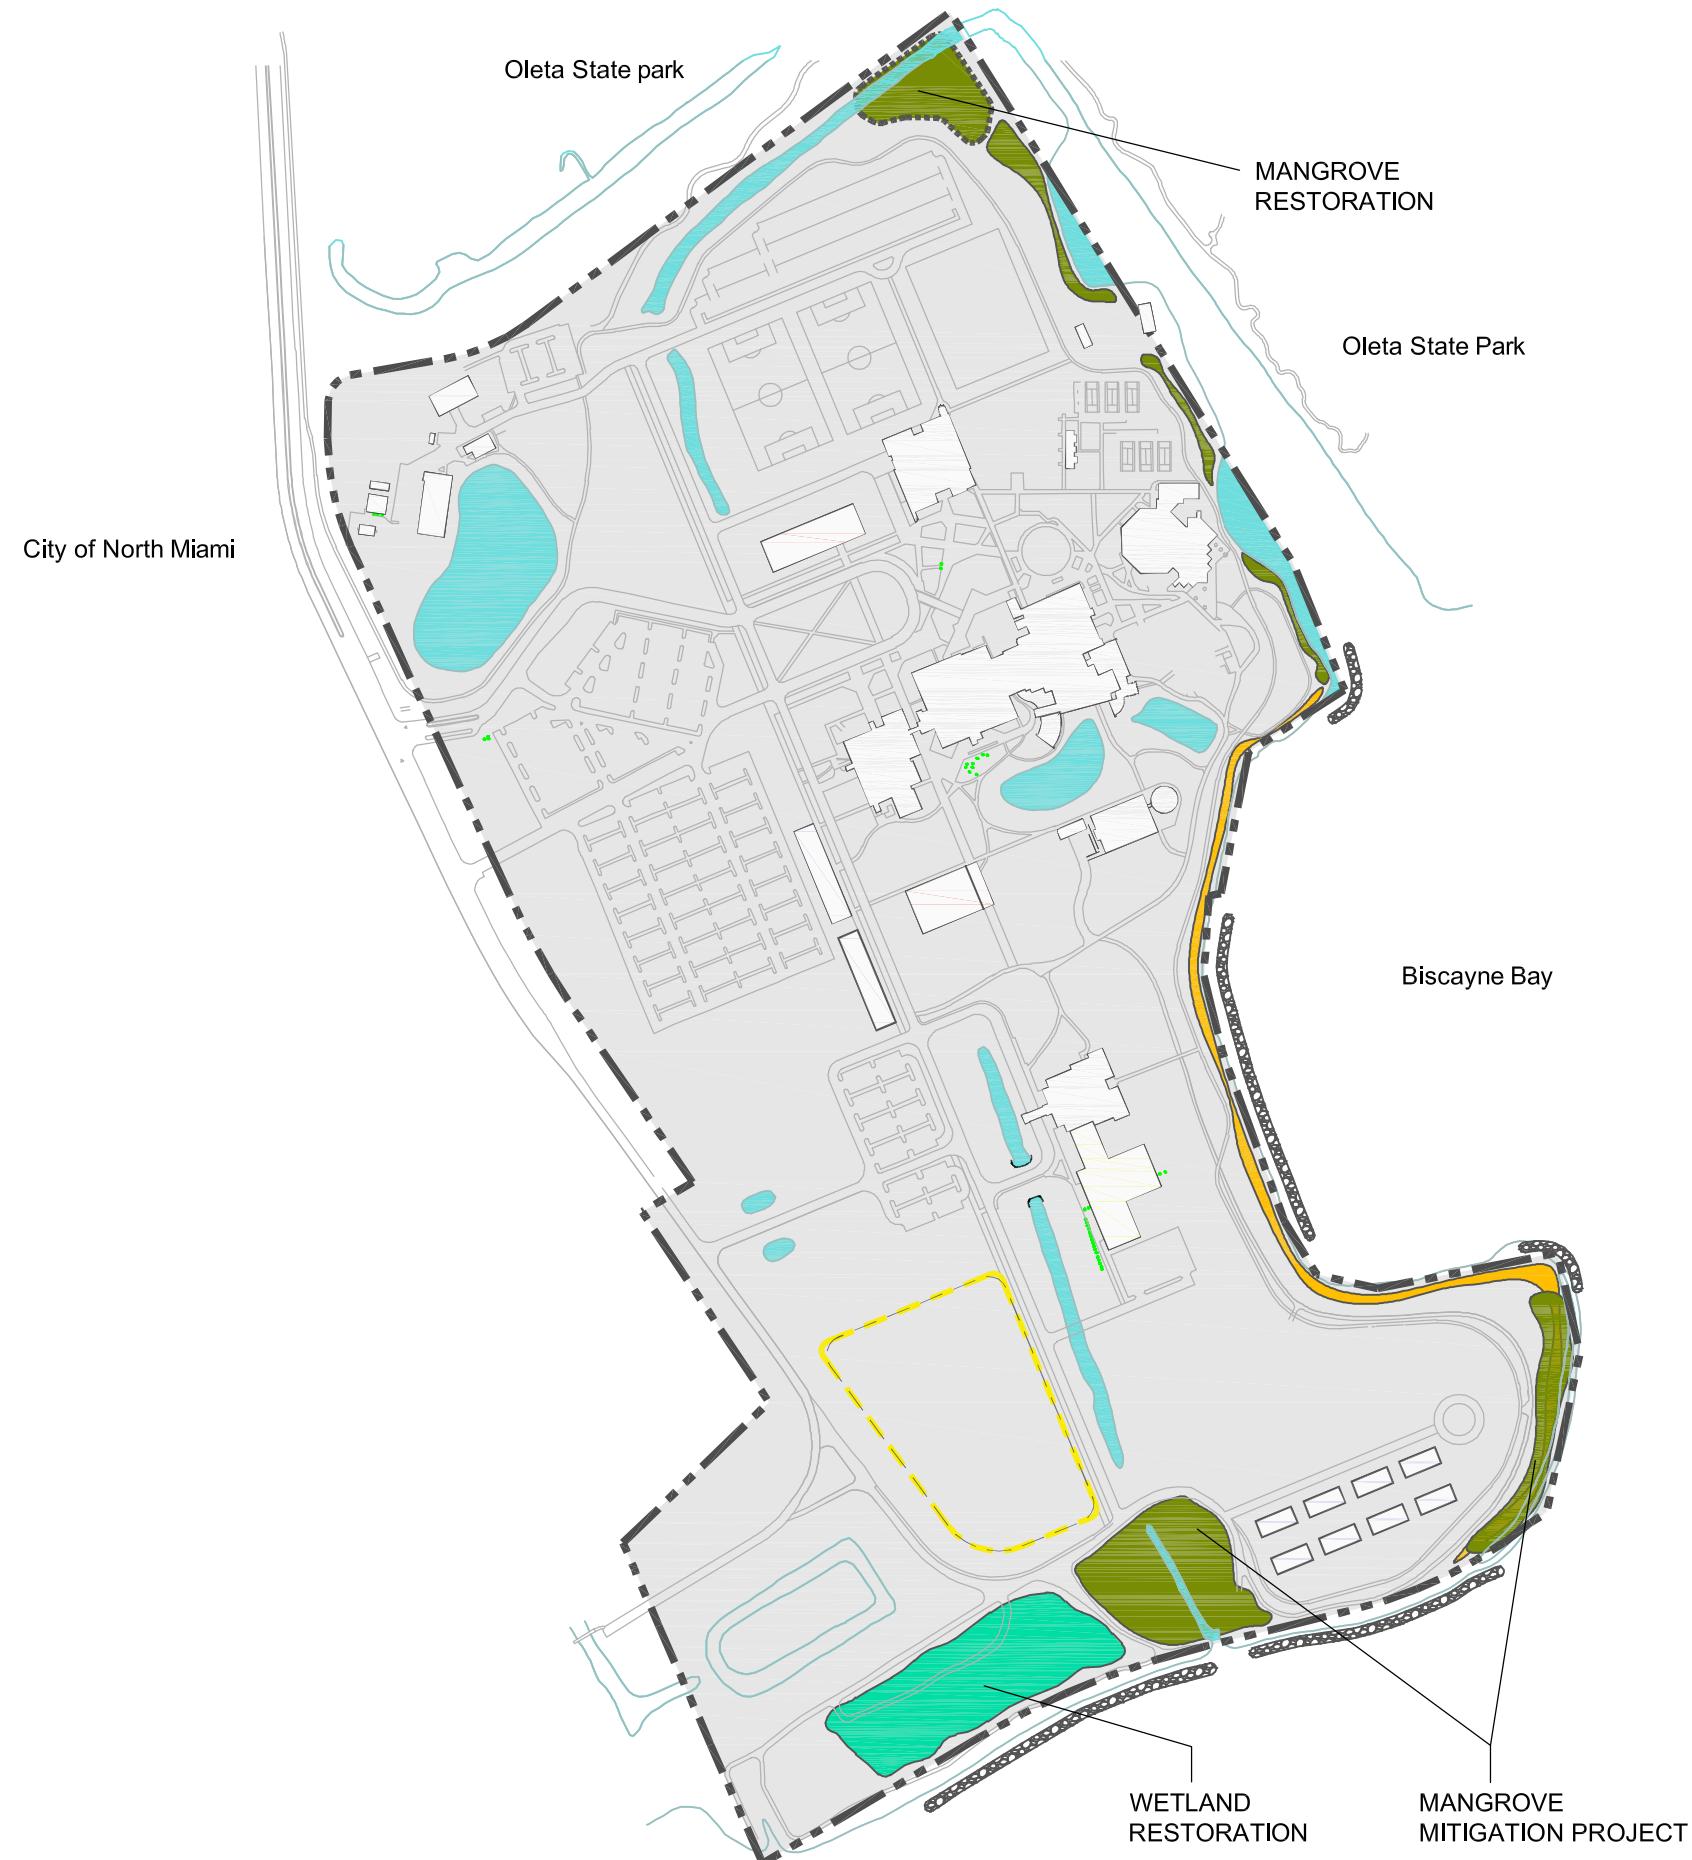 Oleta State park
MANGROVE
RESTORATION
Oleta State Park
City of North Miami
Biscayne Bay
WETLAND
RESTORATION
MANGROVE
MITIGATION PROJECT